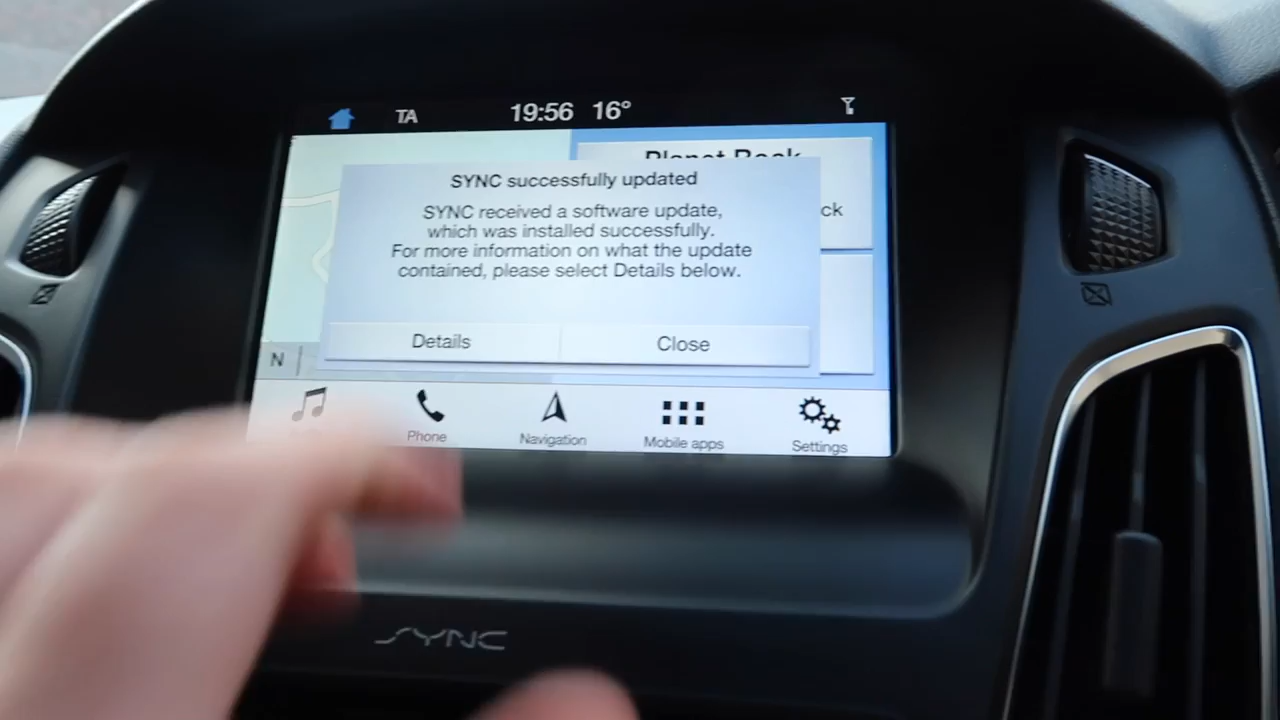 TA 19:56 16°
Planet Rock
SYNC successfully updated
SYNC received a software update,
which was installed successfully.
For more information on what the update
contained, please select Details below.
ck
Details Close
N
Phone Navigation Mobile apps Settings
SYNC